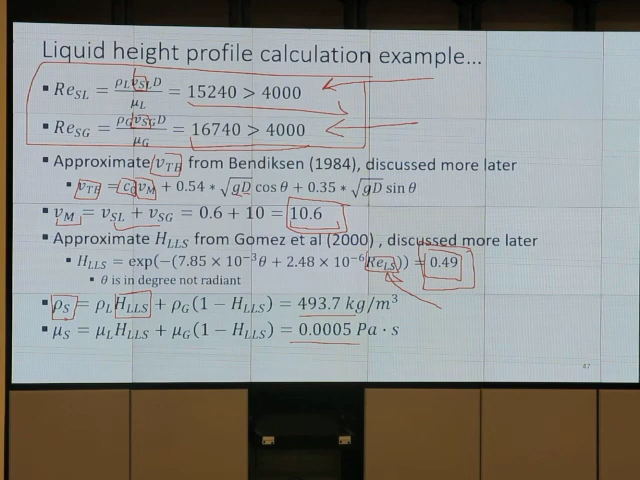 Liquid height profile calculation example...
▪ Re_SL = ρ_L v_SL D / μ_L = 15240 > 4000
▪ Re_SG = ρ_G v_SG D / μ_G = 16740 > 4000
▪ Approximate v_TB from Bendiksen (1984), discussed more later
▪ v_TB = c_0 v_M + 0.54 * √gD cos θ + 0.35 * √gD sin θ
▪ v_M = v_SL + v_SG = 0.6 + 10 = 10.6
▪ Approximate H_LLS from Gomez et al (2000) , discussed more later
▪ H_LLS = exp(−(7.85 × 10⁻³θ + 2.48 × 10⁻⁶Re_LS)) = 0.49
▪ θ is in degree not radiant
▪ ρ_S = ρ_L H_LLS + ρ_G(1 − H_LLS) = 493.7 kg/m³
▪ μ_S = μ_L H_LLS + μ_G(1 − H_LLS) = 0.0005 Pa · s
47